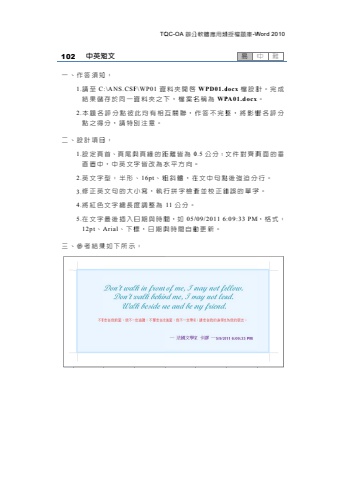 TQC-OA 辦公軟體應用類授權題庫-Word 2010
102 中英短文 易 中 難
一、作答須知：
1.請至 C:\ANS.CSF\WP01 資料夾開啟 WPD01.docx 檔設計。完成
結果儲存於同一資料夾之下，檔案名稱為 WPA01.docx。
2.本題各評分點彼此均有相互關聯，作答不完整，將影響各評分
點之得分，請特別注意。
二、設計項目：
1.設定頁首、頁尾與頁緣的距離皆為 0.5 公分，文件對齊頁面的垂
直置中，中英文字皆改為水平方向。
2.英文字型、半形、16pt、粗斜體，在文中句點後強迫分行。
3.修正英文句的大小寫，執行拼字檢查並校正錯誤的單字。
4.將紅色文字總長度調整為 11 公分。
5.在文字最後插入日期與時間，如 05/09/2011 6:09:33 PM，格式：
12pt、Arial、下標，日期與時間自動更新。
三、參考結果如下所示。
Don't walk in front of me, I may not follow.
Don't walk behind me, I may not lead.
Walk beside me and be my friend.
5/9/2011 6:09:33 PM